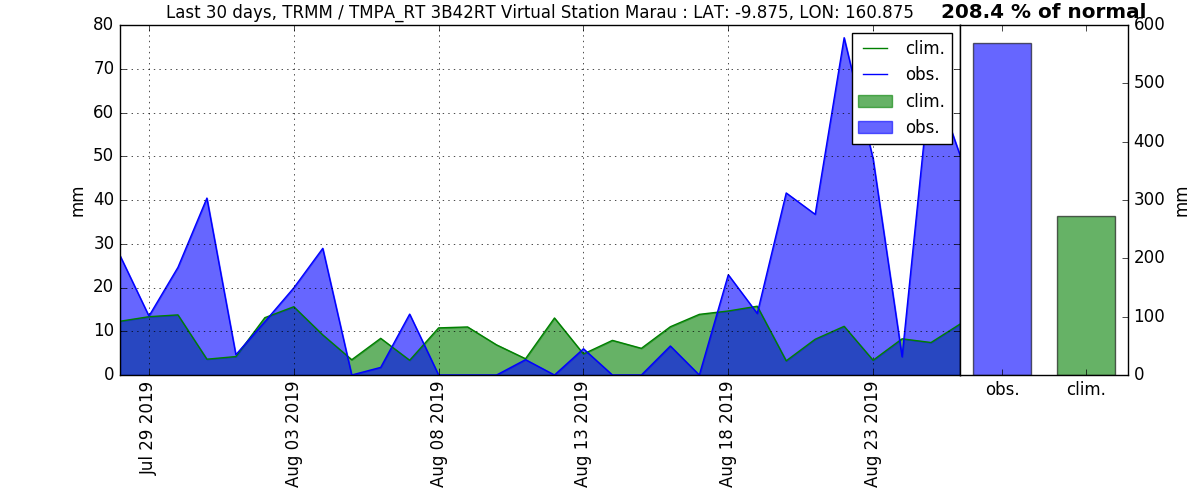 Last 30 days, TRMM / TMPA_RT 3B42RT Virtual Station Marau : LAT: -9.875, LON: 160.875
208.4 % of normal
80
70
60
50
40
30
20
10
0
mm
clim.
obs.
clim.
obs.
600
500
400
300
200
100
0
mm
Jul 29 2019
Aug 03 2019
Aug 08 2019
Aug 13 2019
Aug 18 2019
Aug 23 2019
obs.
clim.